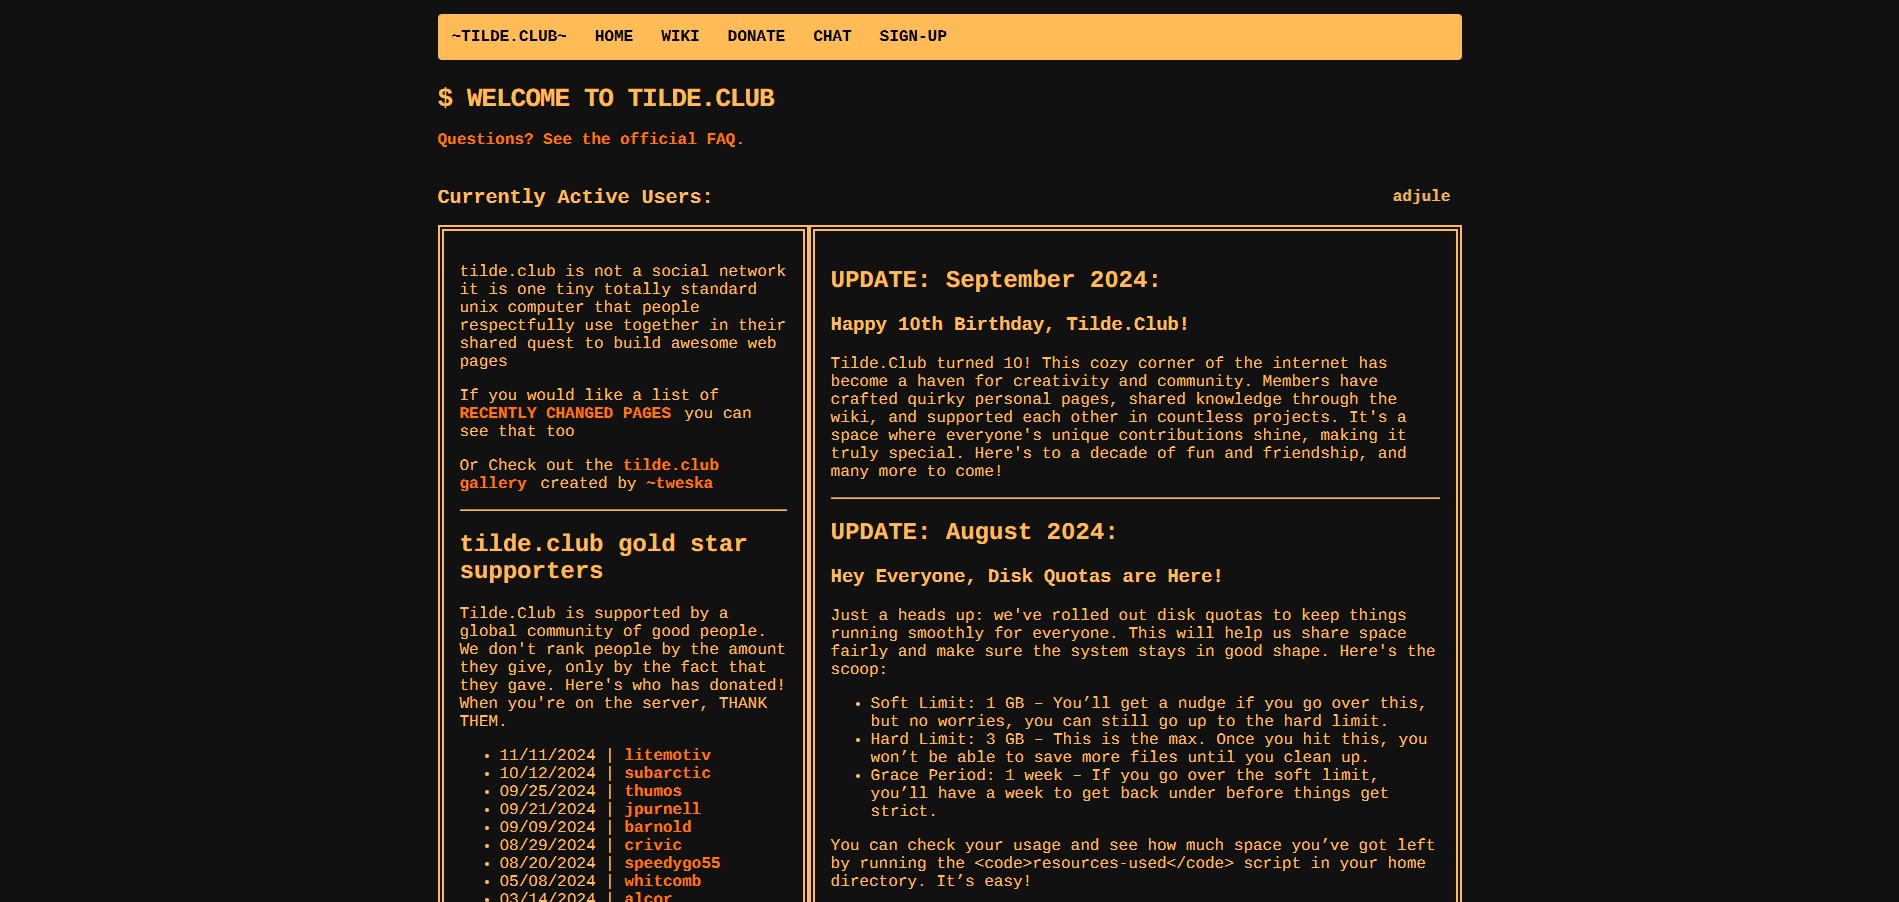 ~TILDE.CLUB~ HOME WIKI DONATE CHAT SIGN-UP
$ WELCOME TO TILDE.CLUB
Questions? See the official FAQ.
Currently Active Users:
adjule
tilde.club is not a social network
it is one tiny totally standard
unix computer that people
respectfully use together in their
shared quest to build awesome web
pages
If you would like a list of
RECENTLY CHANGED PAGES you can
see that too
Or Check out the tilde.club
gallery created by ~tweska
tilde.club gold star
supporters
Tilde.Club is supported by a
global community of good people.
We don't rank people by the amount
they give, only by the fact that
they gave. Here's who has donated!
When you're on the server, THANK
THEM.
• 11/11/2024 | litemotiv
• 10/12/2024 | subarctic
• 09/25/2024 | thumos
• 09/21/2024 | jpurnell
• 09/09/2024 | barnold
• 08/29/2024 | crivic
• 08/20/2024 | speedygo55
• 05/08/2024 | whitcomb
• 03/14/2024 | alcor
UPDATE: September 2024:
Happy 10th Birthday, Tilde.Club!
Tilde.Club turned 10! This cozy corner of the internet has
become a haven for creativity and community. Members have
crafted quirky personal pages, shared knowledge through the
wiki, and supported each other in countless projects. It's a
space where everyone's unique contributions shine, making it
truly special. Here's to a decade of fun and friendship, and
many more to come!
UPDATE: August 2024:
Hey Everyone, Disk Quotas are Here!
Just a heads up: we've rolled out disk quotas to keep things
running smoothly for everyone. This will help us share space
fairly and make sure the system stays in good shape. Here's the
scoop:
• Soft Limit: 1 GB – You’ll get a nudge if you go over this,
but no worries, you can still go up to the hard limit.
• Hard Limit: 3 GB – This is the max. Once you hit this, you
won’t be able to save more files until you clean up.
• Grace Period: 1 week – If you go over the soft limit,
you’ll have a week to get back under before things get
strict.
You can check your usage and see how much space you’ve got left
by running the <code>resources-used</code> script in your home
directory. It’s easy!